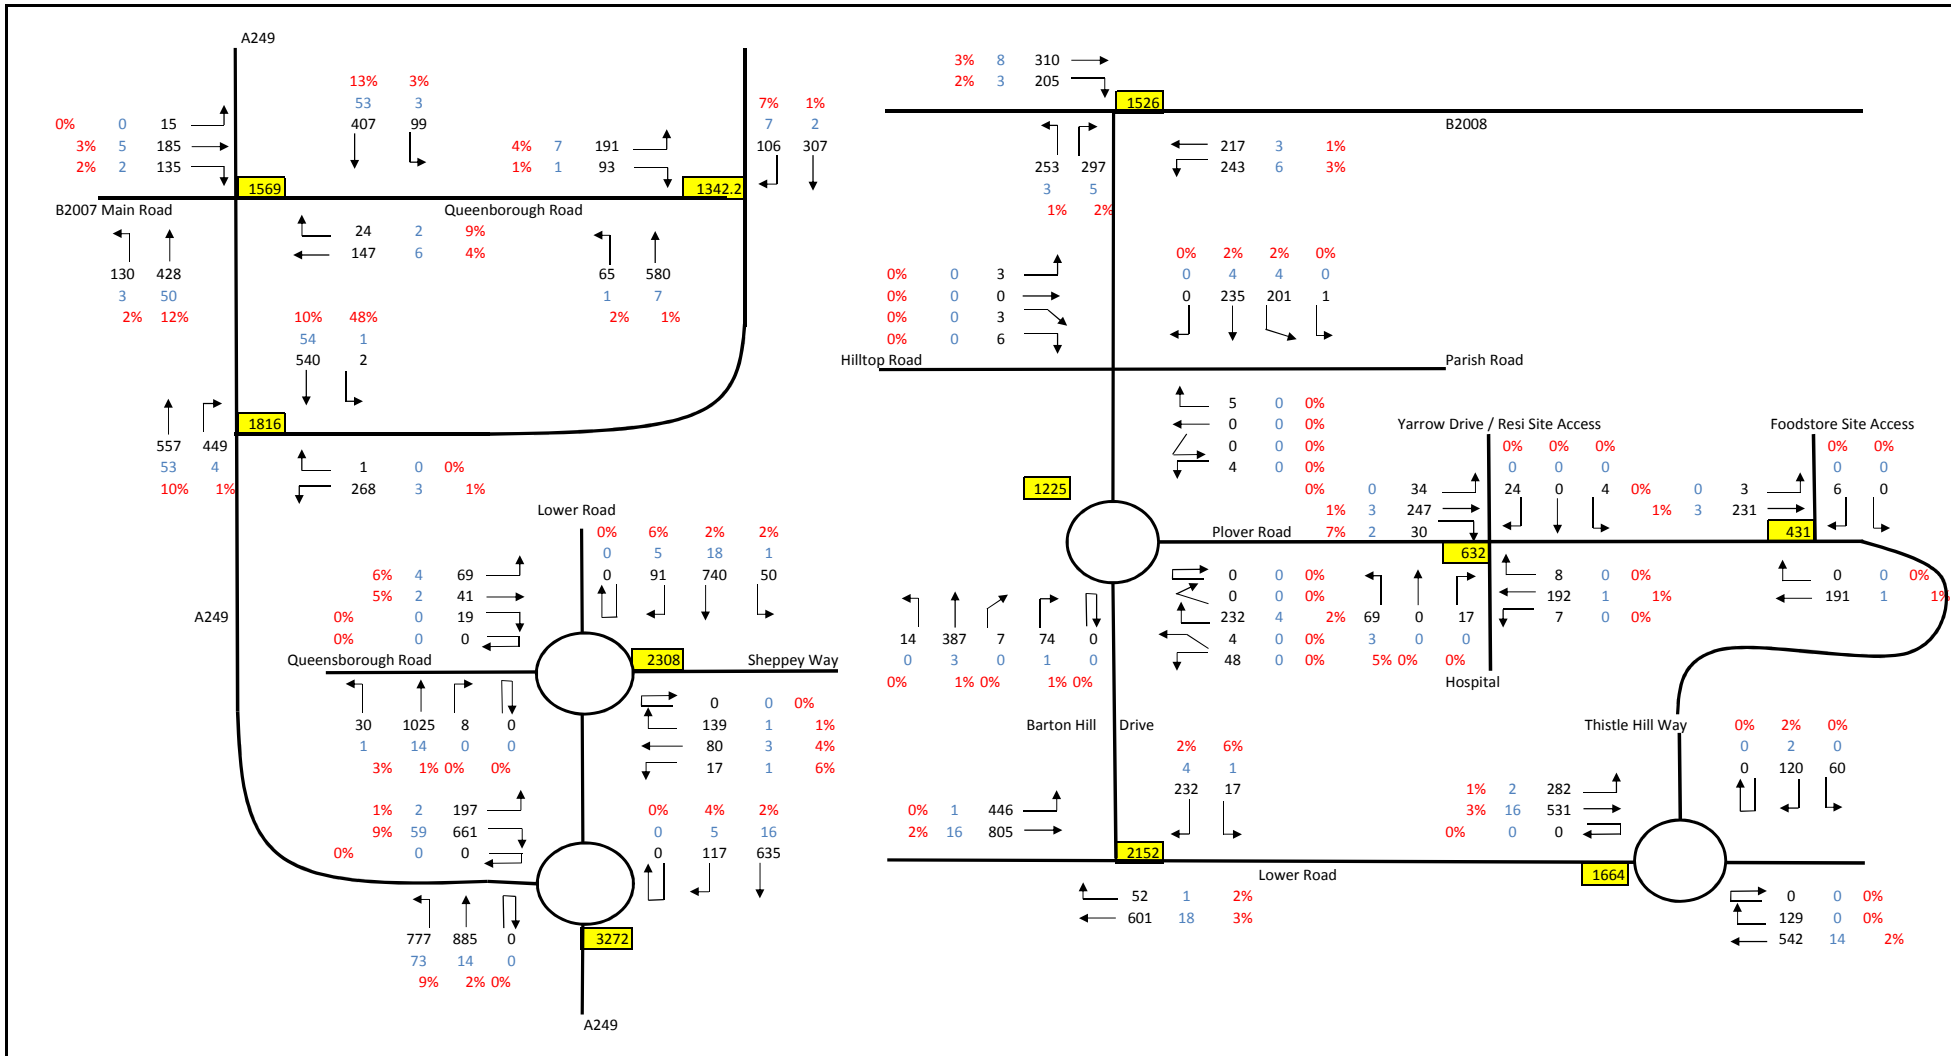 A249
13% 3%
53 3
407 99
0% 0 15
3% 5 185
2% 2 135
4% 7 191
1% 1 93
7% 1%
7 2
106 307
1569
1342.2
B2007 Main Road
Queenborough Road
24 2 9%
147 6 4%
130 428
3 50
2% 12%
65 580
1 7
2% 1%
10% 48%
54 1
540 2
1816
557 449
53 4
10% 1%
1 0 0%
268 3 1%
A249
Lower Road
0% 6% 2% 2%
0 5 18 1
0 91 740 50
6% 4 69
5% 2 41
0% 0 19
0% 0 0
Queensborough Road
2308
Sheppey Way
30 1025 8 0
1 14 0 0
3% 1% 0% 0%
0 0 0%
139 1 1%
80 3 4%
17 1 6%
1% 2 197
9% 59 661
0% 0 0
0% 4% 2%
0 5 16
0 117 635
777 885 0
73 14 0
9% 2% 0%
3272
A249
3% 8 310
2% 3 205
1526
B2008
253 297
3 5
1% 2%
217 3 1%
243 6 3%
0% 0 3
0% 0 0
0% 0 3
0% 0 6
0% 2% 2% 0%
0 4 4 0
0 235 201 1
Hilltop Road
Parish Road
5 0 0%
0 0 0%
0 0 0%
4 0 0%
1225
Yarrow Drive / Resi Site Access
0% 0% 0%
0 0 0
24 0 4
0% 0 34
1% 3 247
7% 2 30
Foodstore Site Access
0% 0%
0 0
6 0
0% 0 3
1% 3 231
Plover Road
632
431
0 0 0%
0 0 0%
232 4 2%
4 0 0%
48 0 0%
14 387 7 74 0
0 3 0 1 0
0% 1% 0% 1% 0%
69 0 17
3 0 0
5% 0% 0%
8 0 0%
192 1 1%
7 0 0%
0 0 0%
191 1 1%
Hospital
Barton Hill Drive
Thistle Hill Way
2% 6%
4 1
232 17
0% 1 446
2% 16 805
2152
Lower Road
52 1 2%
601 18 3%
0% 2% 0%
0 2 0
0 120 60
1% 2 282
3% 16 531
0% 0 0
1664
0 0 0%
129 0 0%
542 14 2%